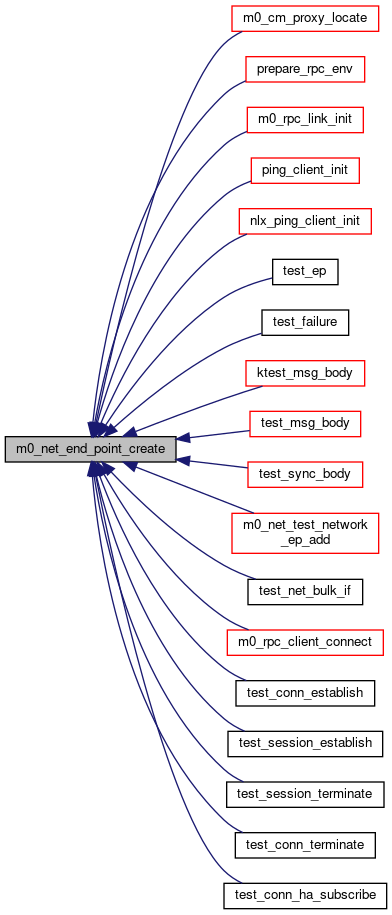 m0_cm_proxy_locate
prepare_rpc_env
m0_rpc_link_init
ping_client_init
nlx_ping_client_init
test_ep
test_failure
ktest_msg_body
test_msg_body
m0_net_end_point_create
test_sync_body
m0_net_test_network
_ep_add
test_net_bulk_if
m0_rpc_client_connect
test_conn_establish
test_session_establish
test_session_terminate
test_conn_terminate
test_conn_ha_subscribe